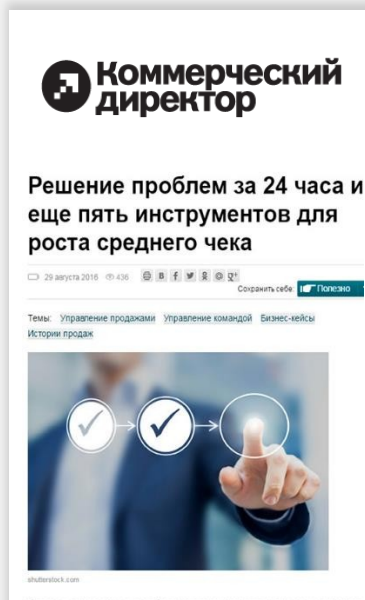 Коммерческий
директор
Решение проблем за 24 часа и
еще пять инструментов для
роста среднего чека
29 августа 2016 436
Сохранить себе: Полезно
Темы: Управление продажами Управление командой Бизнес-кейсы
Истории продаж
shutterstock.com